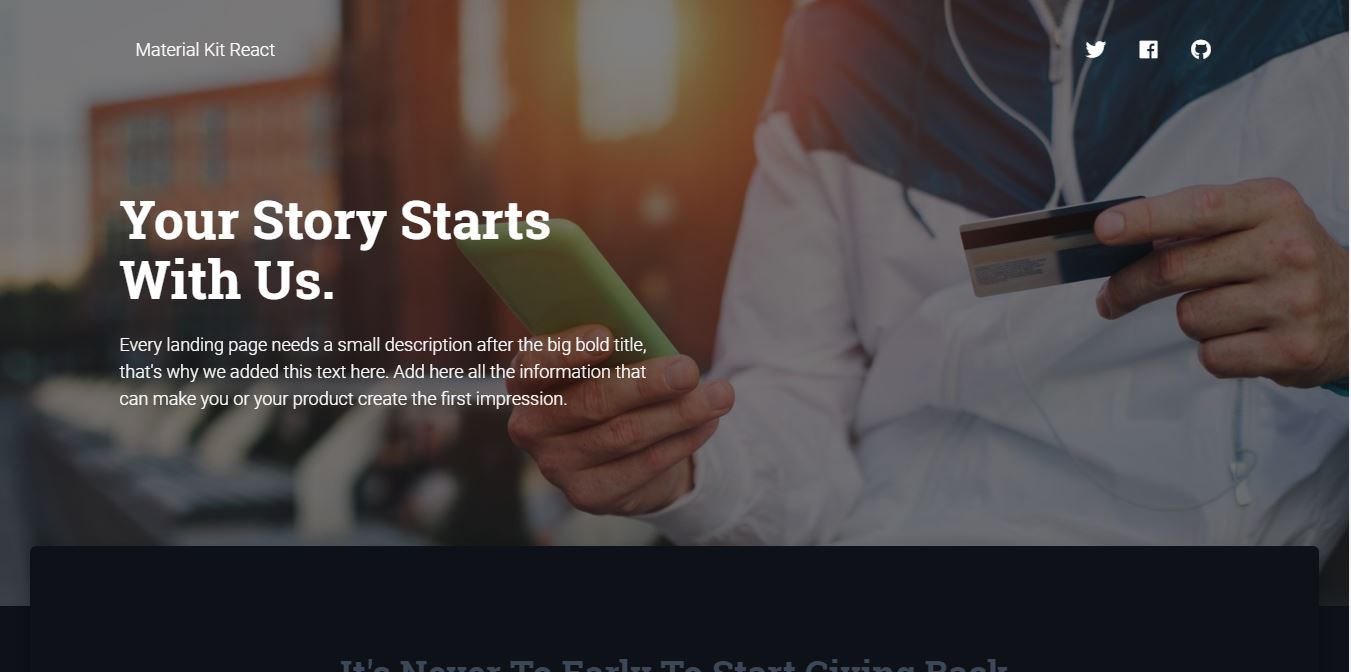 Material Kit React
Your Story Starts
With Us.
Every landing page needs a small description after the big bold title,
that's why we added this text here. Add here all the information that
can make you or your product create the first impression.
It's Never To Early To Start Giving Back